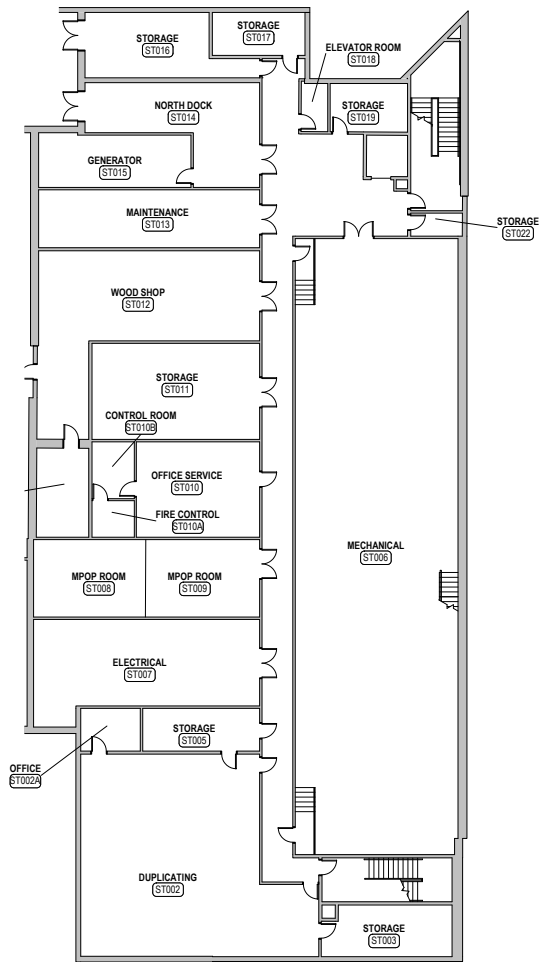 STORAGE
ST017
STORAGE
ST016
ELEVATOR ROOM
ST018
NORTH DOCK
ST014
STORAGE
ST019
GENERATOR
ST015
MAINTENANCE
ST013
STORAGE
ST022
WOOD SHOP
ST012
STORAGE
ST011
CONTROL ROOM
ST010B
OFFICE SERVICE
ST010
FIRE CONTROL
ST010A
MECHANICAL
ST006
MPOP ROOM
ST008
MPOP ROOM
ST009
ELECTRICAL
ST007
STORAGE
ST005
OFFICE
ST002A
DUPLICATING
ST002
STORAGE
ST003